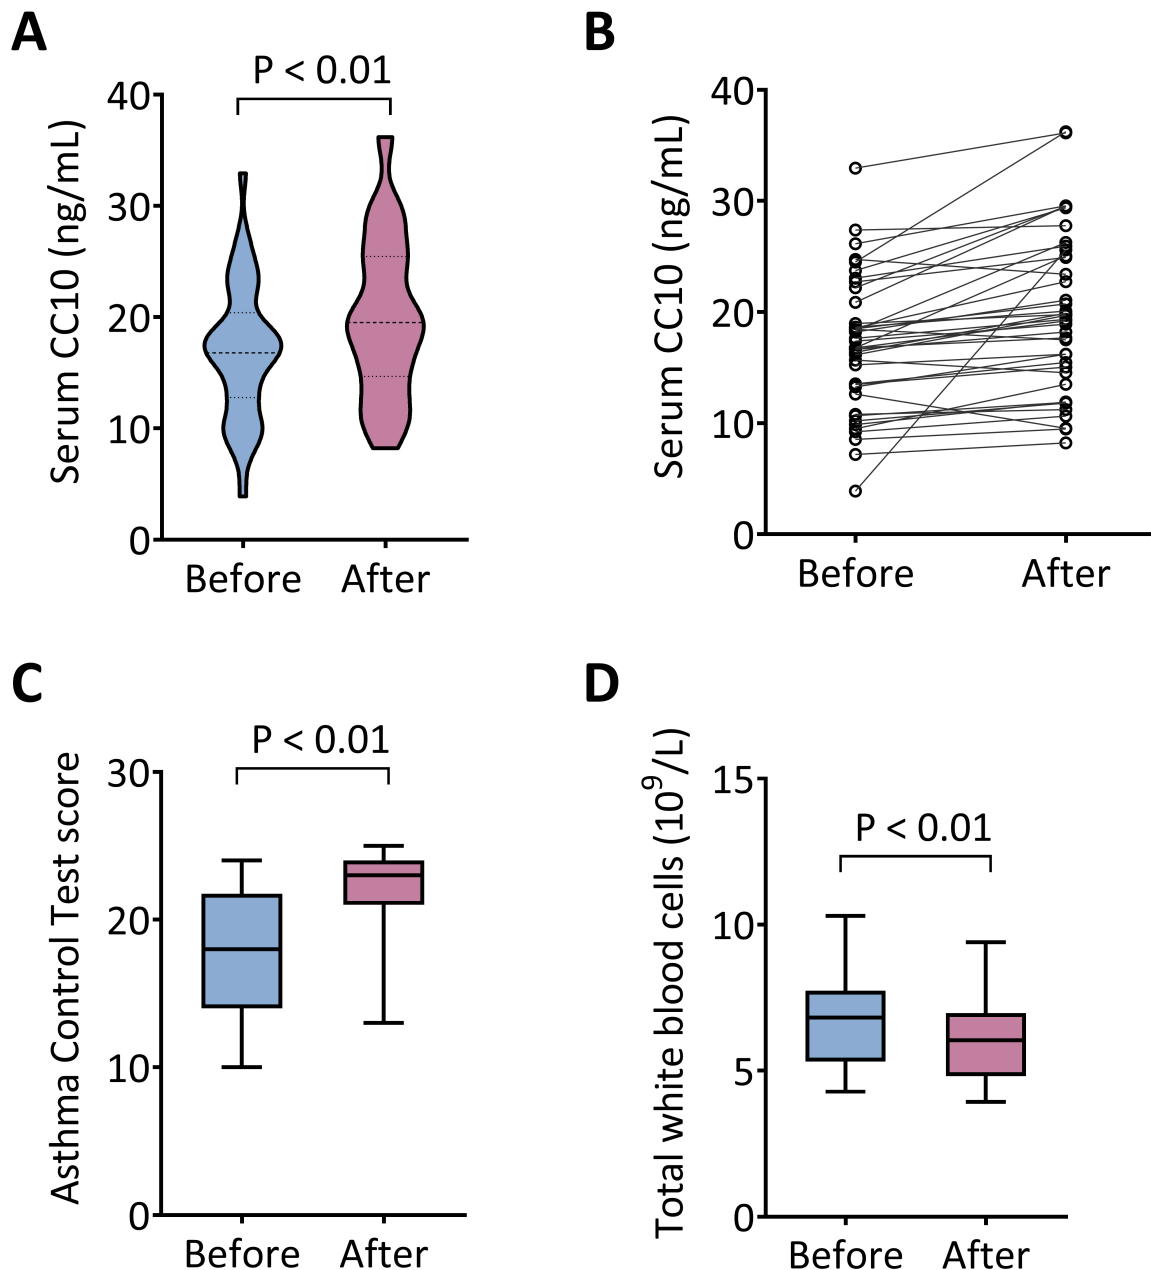 A
P < 0.01
Serum CC10 (ng/mL)
40
30
20
10
0
Before After
B
Serum CC10 (ng/mL)
40
30
20
10
0
Before After
C
P < 0.01
Asthma Control Test score
30
20
10
0
Before After
D
P < 0.01
Total white blood cells (10⁹/L)
15
10
5
0
Before After